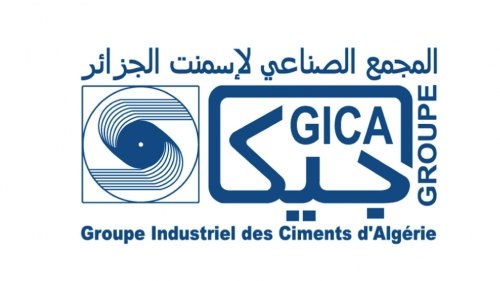 المجمع الصناعي لإسمنت الجزائر
GICA
جيكا
GROUPE
Groupe Industriel des Ciments d'Algérie